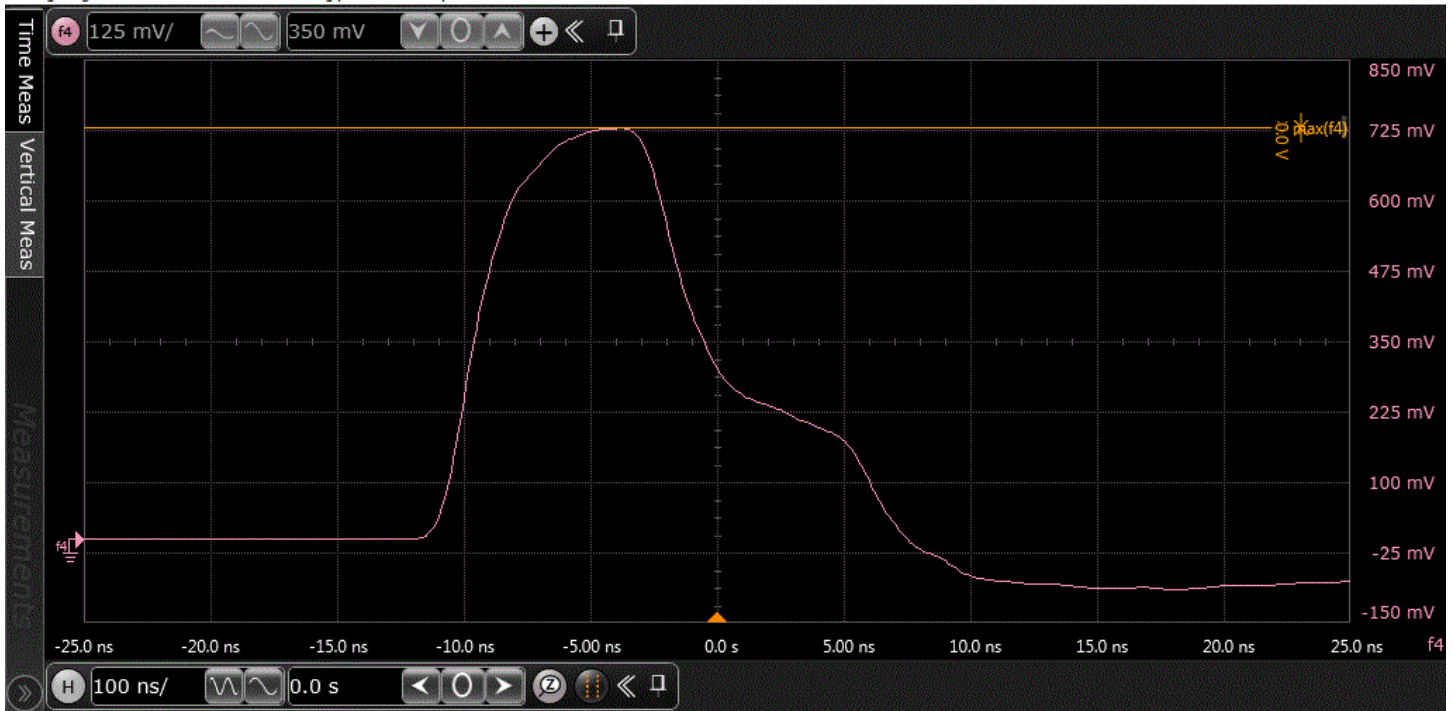 f4 125 mV/ 350 mV
Time Meas
Vertical Meas
Measurements
850 mV
725 mV
600 mV
475 mV
350 mV
225 mV
100 mV
-25 mV
-150 mV
max(f4)
0.0 V
f4
-25.0 ns -20.0 ns -15.0 ns -10.0 ns -5.00 ns 0.0 s 5.00 ns 10.0 ns 15.0 ns 20.0 ns 25.0 ns f4
H 100 ns/ 0.0 s Z